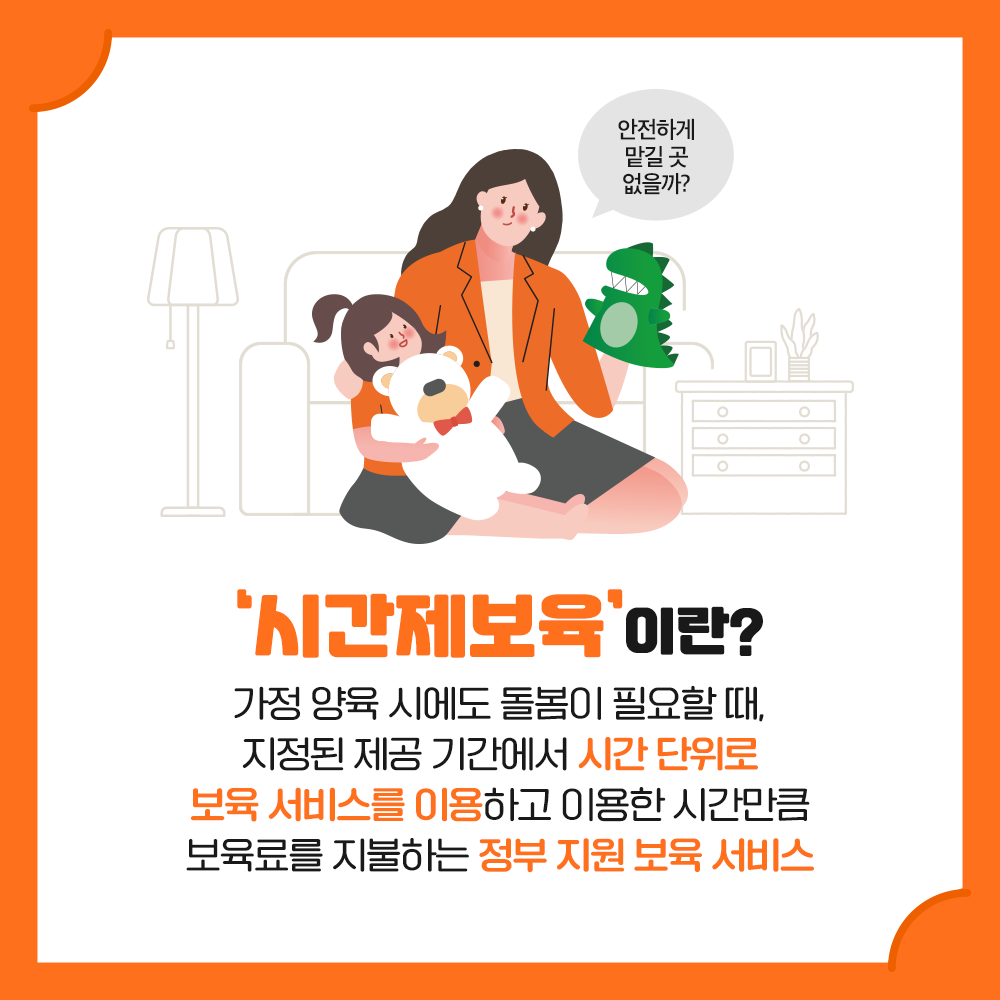 안전하게
맡길 곳
없을까?
‘시간제보육’이란?
가정 양육 시에도 돌봄이 필요할 때,
지정된 제공 기간에서 시간 단위로
보육 서비스를 이용하고 이용한 시간만큼
보육료를 지불하는 정부 지원 보육 서비스